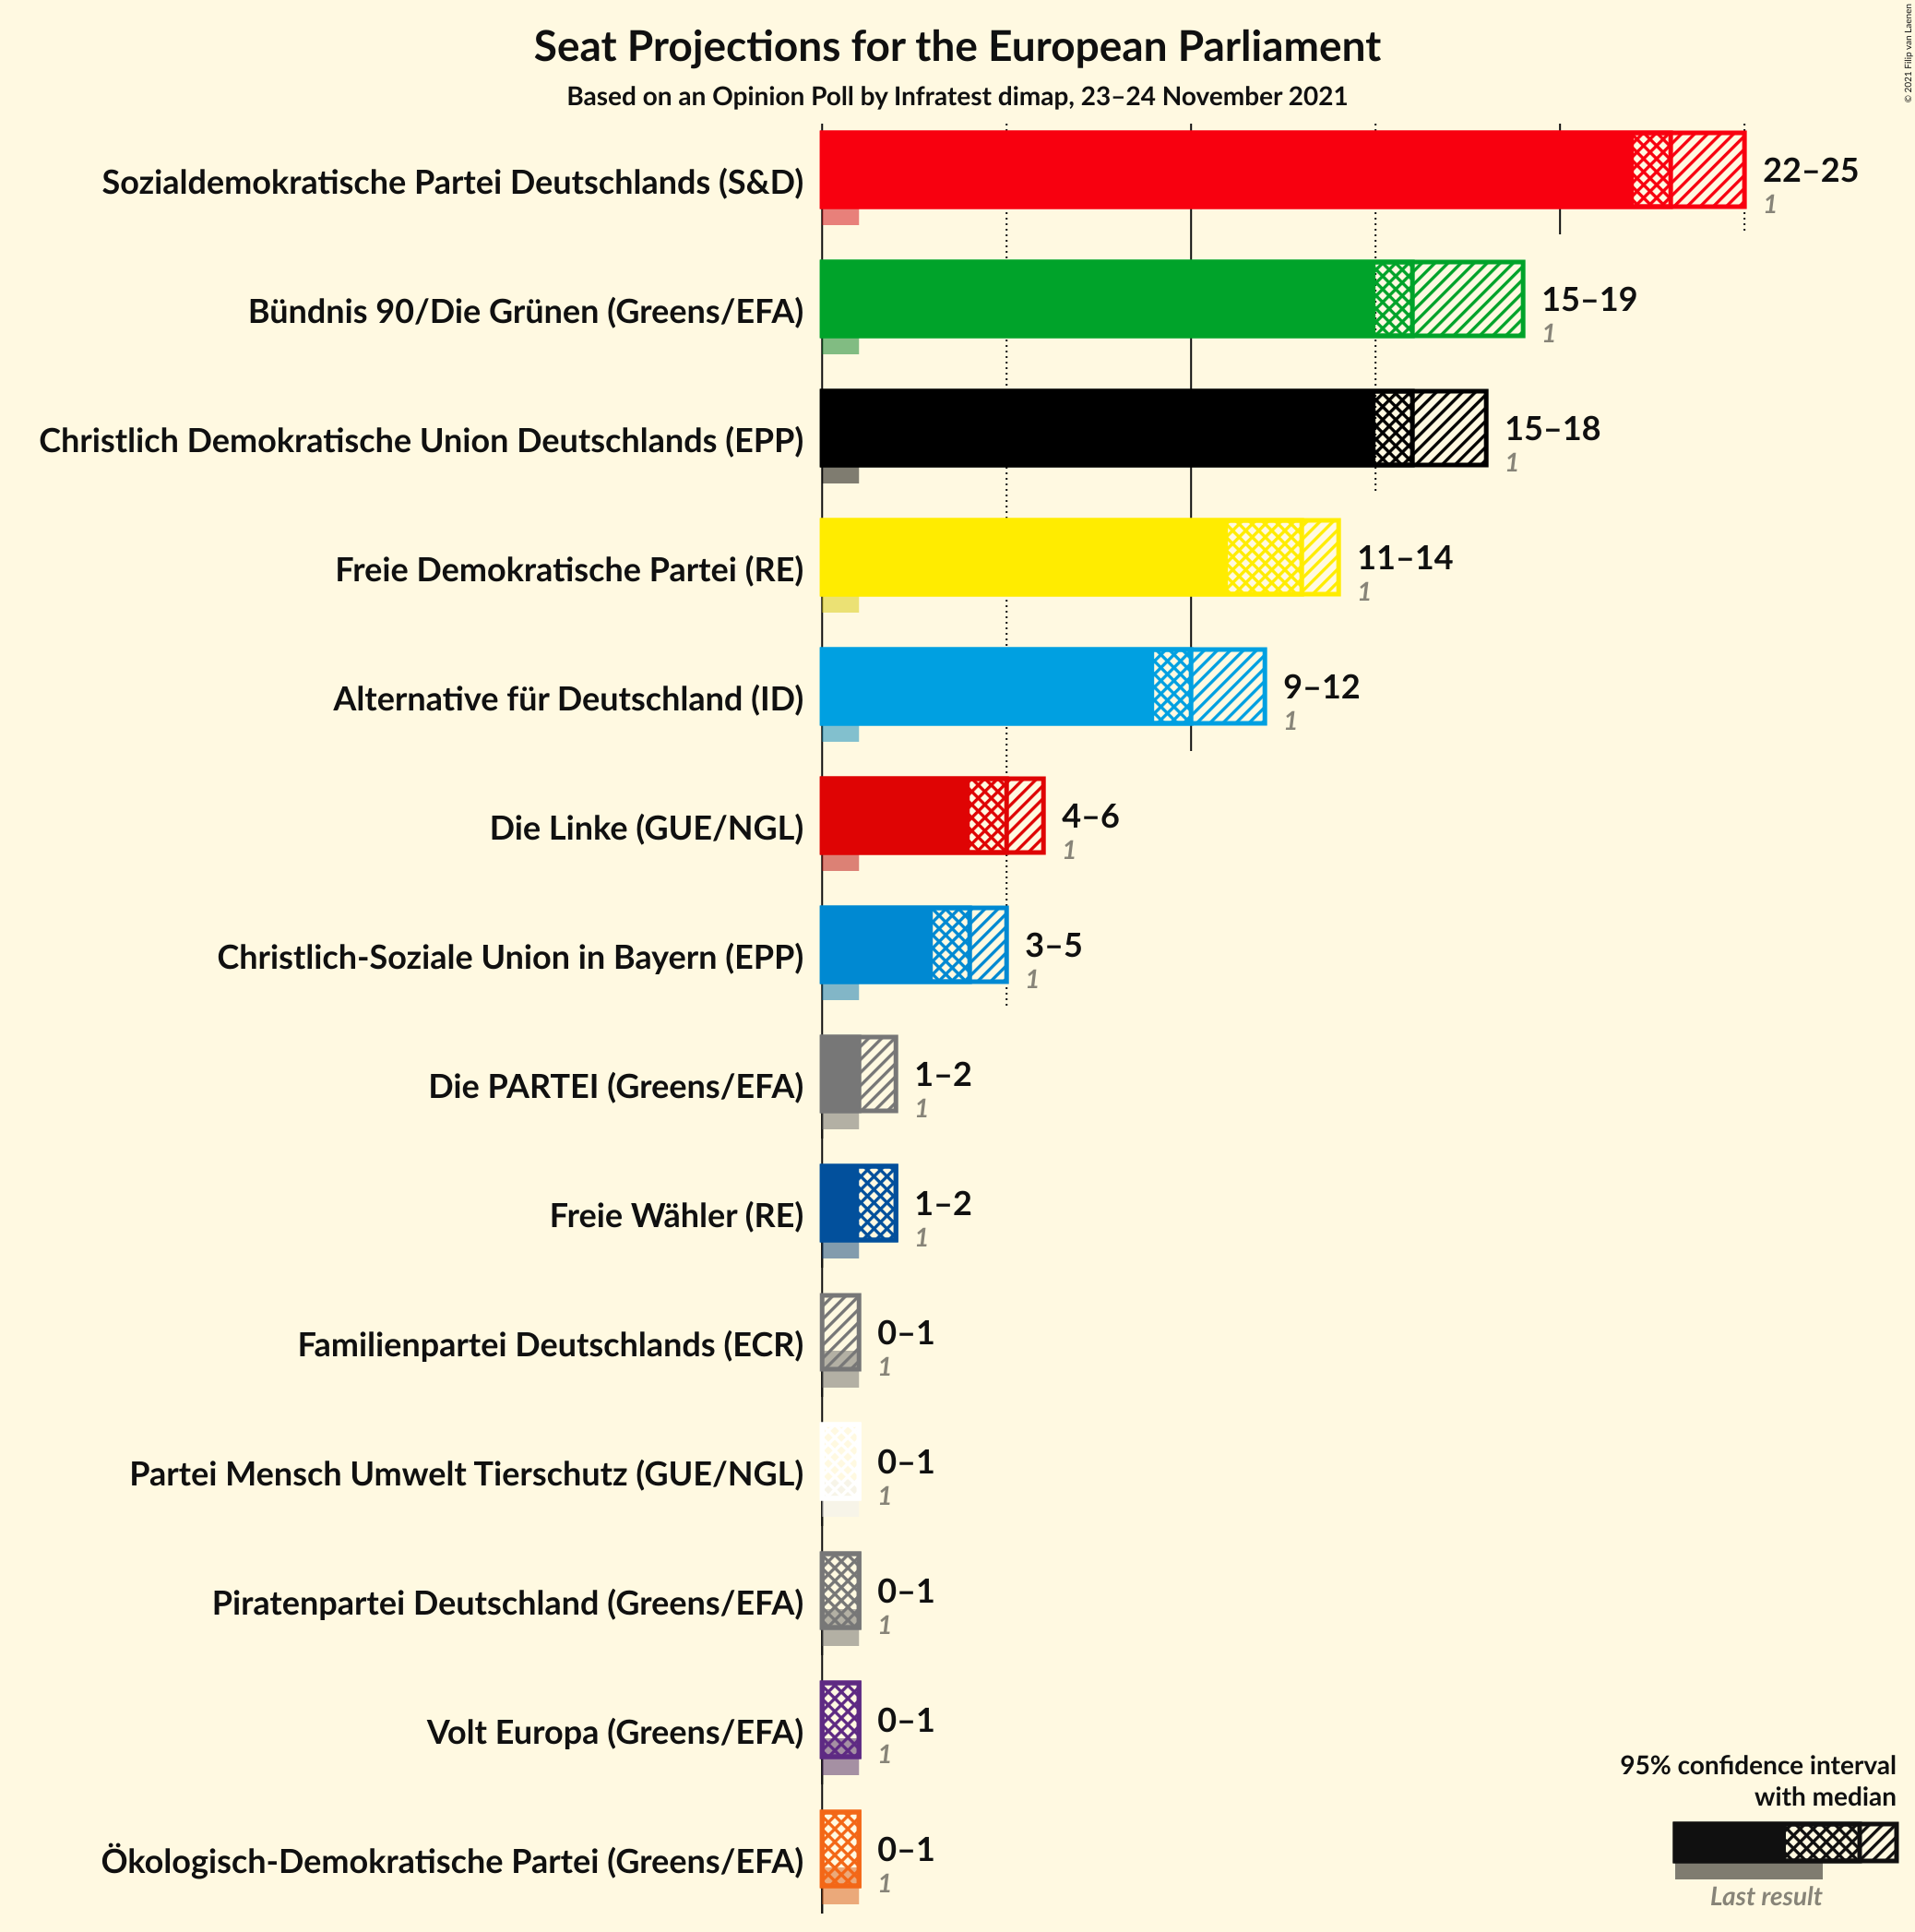 Seat Projections for the European Parliament
Based on an Opinion Poll by Infratest dimap, 23–24 November 2021
© 2021 Filip van Laenen
Sozialdemokratische Partei Deutschlands (S&D)
22–25
1
Bündnis 90/Die Grünen (Greens/EFA)
15–19
1
Christlich Demokratische Union Deutschlands (EPP)
15–18
1
Freie Demokratische Partei (RE)
11–14
1
Alternative für Deutschland (ID)
9–12
1
Die Linke (GUE/NGL)
4–6
1
Christlich-Soziale Union in Bayern (EPP)
3–5
1
Die PARTEI (Greens/EFA)
1–2
1
Freie Wähler (RE)
1–2
1
Familienpartei Deutschlands (ECR)
0–1
1
Partei Mensch Umwelt Tierschutz (GUE/NGL)
0–1
1
Piratenpartei Deutschland (Greens/EFA)
0–1
1
Volt Europa (Greens/EFA)
0–1
1
Ökologisch-Demokratische Partei (Greens/EFA)
0–1
1
95% confidence interval
with median
Last result